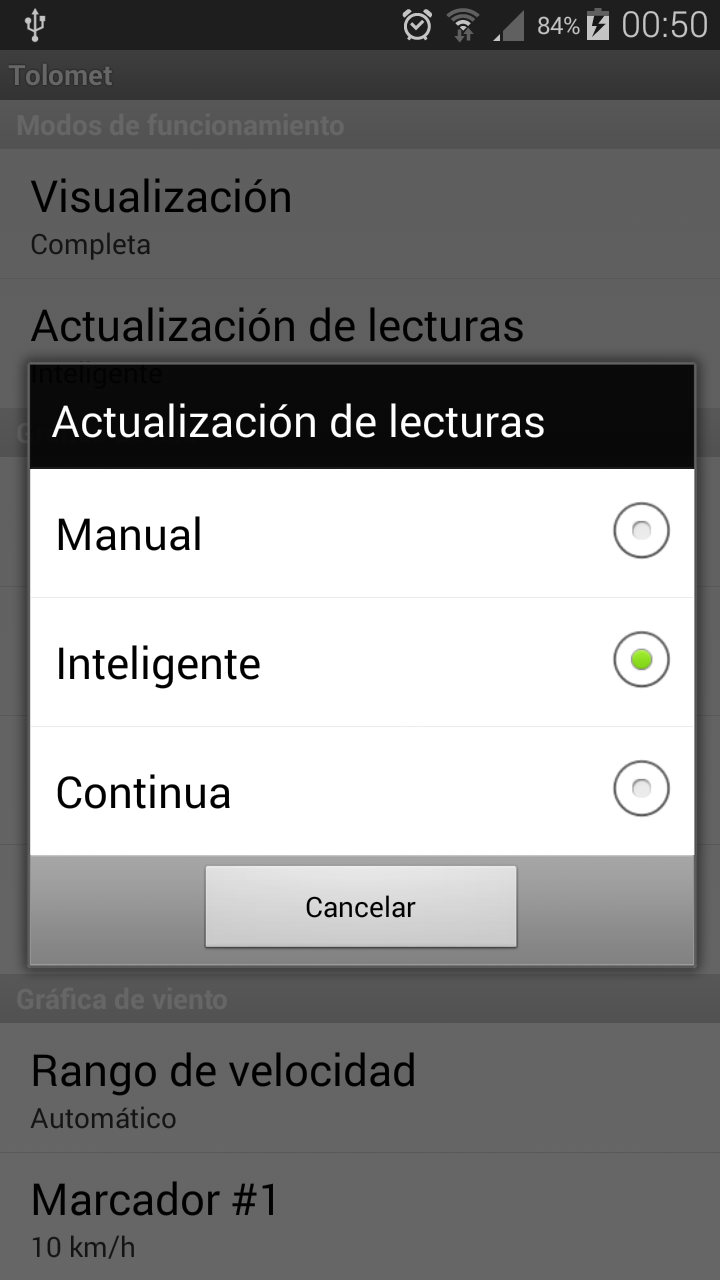 84% 00:50
Tolomet
Modos de funcionamiento
Visualización
Completa
Actualización de lecturas
Inteligente
Actualización de lecturas
Manual
Inteligente
Continua
Cancelar
Gráfica de viento
Rango de velocidad
Automático
Marcador #1
10 km/h